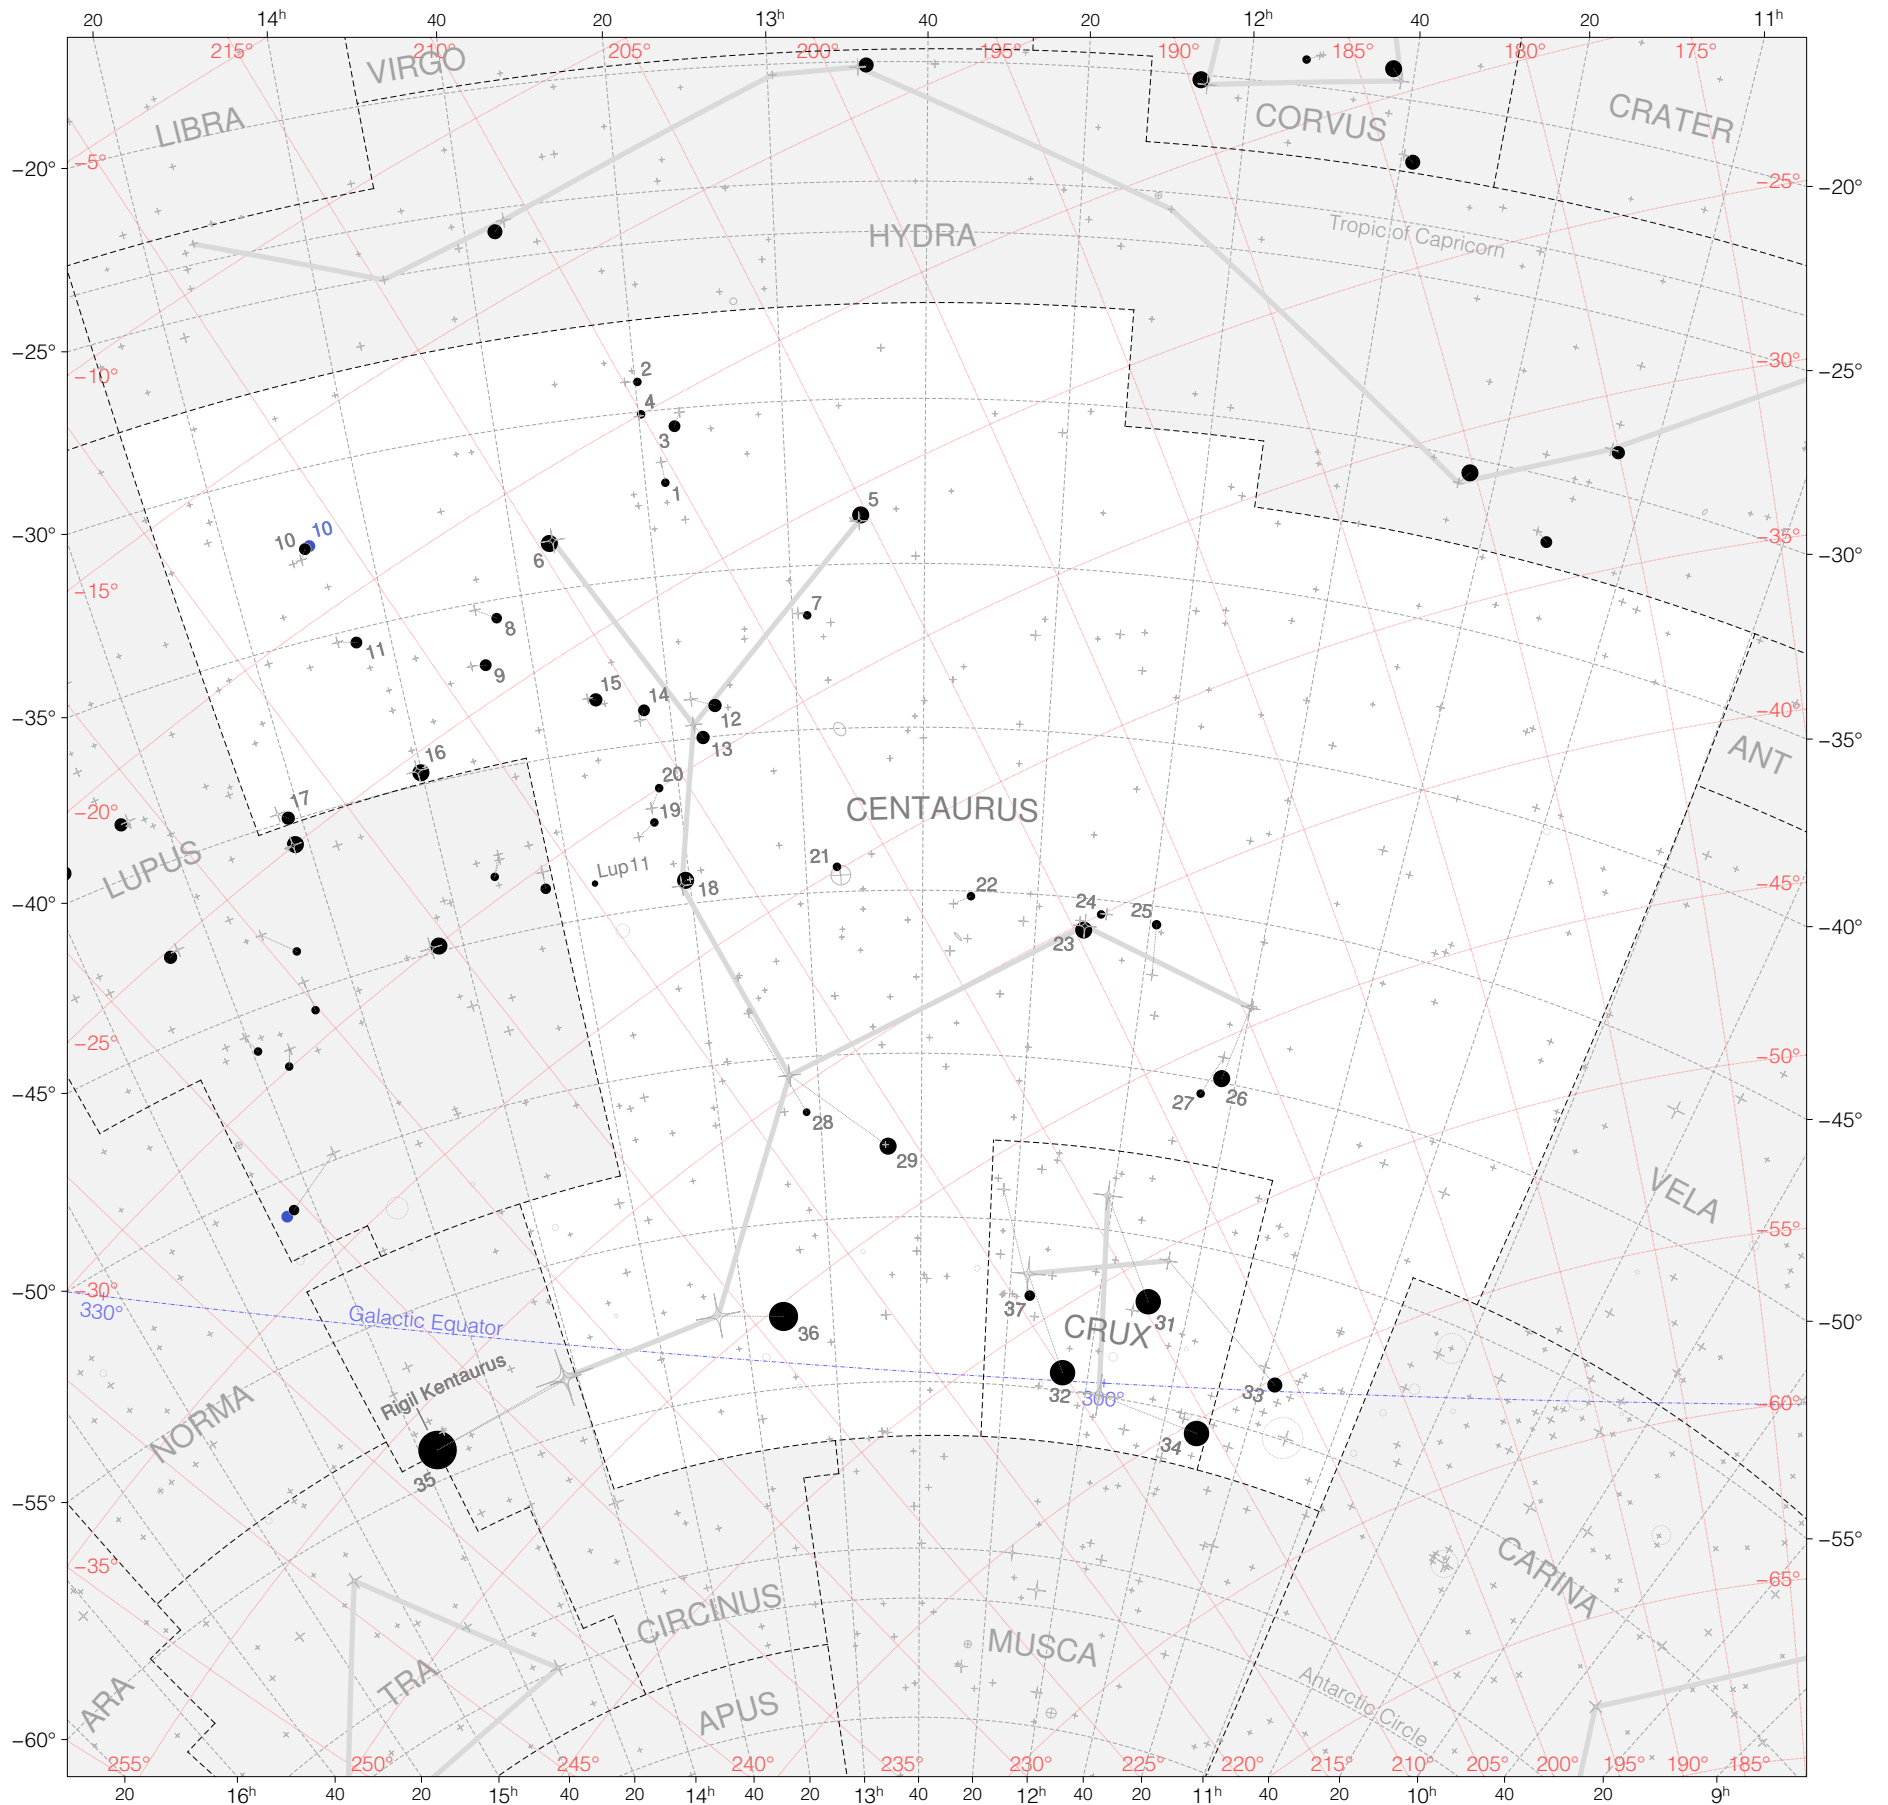 20 14h 40 20 13h 40 20 12h 40 20 11h
215° 210° 205° 200° 195° 190° 185° 180° 175°
VIRGO
LIBRA
CORVUS
CRATER
−5°
−20°
−25°
−20°
HYDRA
Tropic of Capricorn
−25°
−10°
−30°
−25°
2
4
3
1
5
−30°
10
10
6
−35°
−30°
−15°
7
8
11
9
15
14
12
−35°
−40°
−35°
13
ANT
16
20
17
19
−20°
CENTAURUS
LUPUS
Lup11
21
18
22
−45°
−40°
24
25
23
−40°
−25°
−50°
−45°
26
27
−45°
28
29
VELA
−55°
−50°
−30°
330°
37
31
−50°
Galactic Equator
36
CRUX
Rigil Kentaurus
32
300°
33
−60°
NORMA
34
35
−55°
−55°
−35°
CARINA
−65°
CIRCINUS
MUSCA
TRA
ARA
APUS
Antarctic Circle
−60°
255° 250° 245° 240° 235° 230° 225° 220° 215° 210° 205° 200° 195° 190° 185°
20 16h 40 20 15h 40 20 14h 40 20 13h 40 20 12h 40 20 11h 40 20 10h 40 20 9h